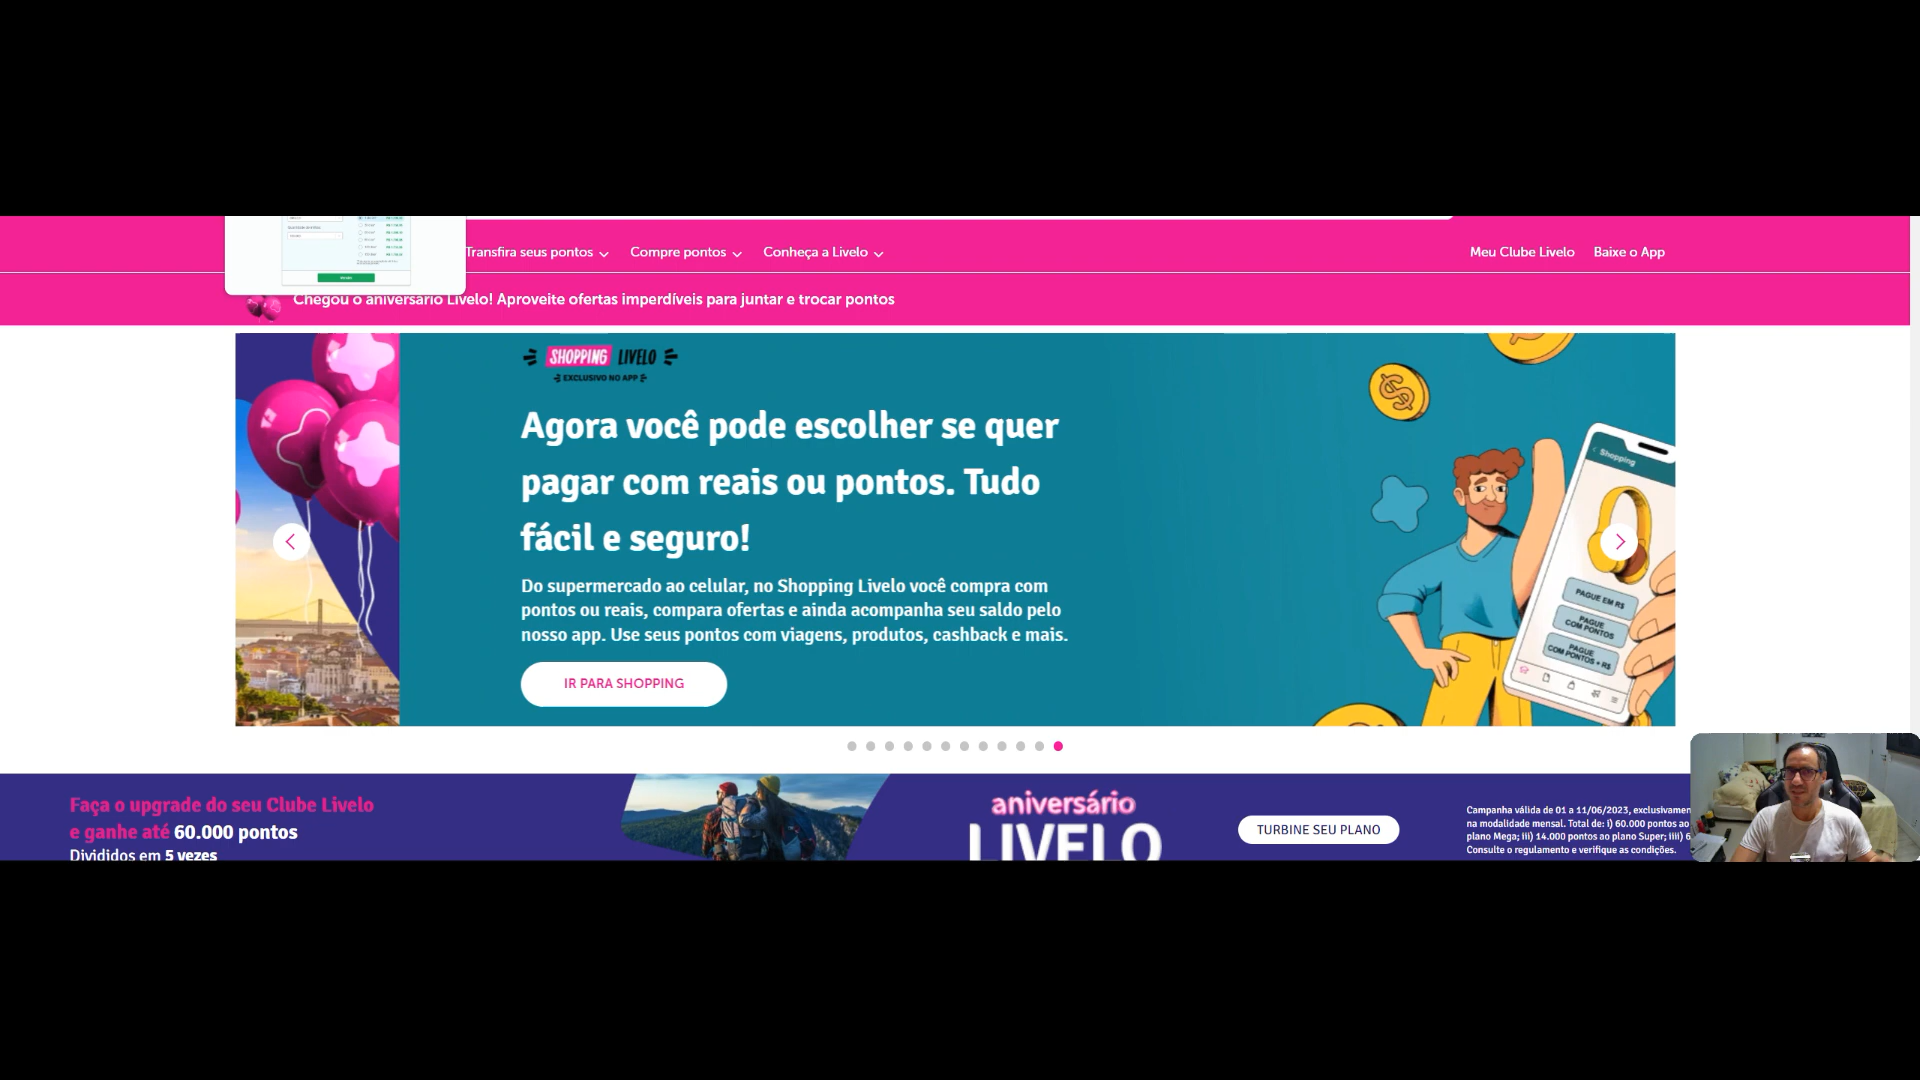 Transfira seus pontos
Compre pontos
Conheça a Livelo
Meu Clube Livelo
Baixe o App
Chegou o aniversário Livelo! Aproveite ofertas imperdíveis para juntar e trocar pontos
SHOPPING LIVELO
EXCLUSIVO NO APP
Agora você pode escolher se quer
pagar com reais ou pontos. Tudo
fácil e seguro!
Do supermercado ao celular, no Shopping Livelo você compra com
pontos ou reais, compara ofertas e ainda acompanha seu saldo pelo
nosso app. Use seus pontos com viagens, produtos, cashback e mais.
IR PARA SHOPPING
Shopping
PAGUE EM R$
PAGUE
COM PONTOS
PAGUE
COM PONTOS + R$
Faça o upgrade do seu Clube Livelo
e ganhe até 60.000 pontos
Divididos em 5 vezes
aniversário
LIVELO
TURBINE SEU PLANO
Campanha válida de 01 a 11/06/2023, exclusivamen
na modalidade mensal. Total de: i) 60.000 pontos ao
plano Mega; iii) 14.000 pontos ao plano Super; iiii) 6
Consulte o regulamento e verifique as condições.